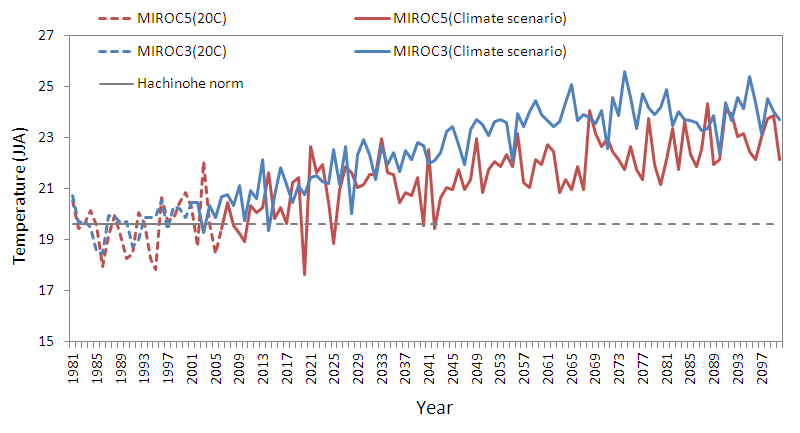 MIROC5(20C) MIROC5(Climate scenario)
MIROC3(20C) MIROC3(Climate scenario)
Hachinohe norm
Temperature (JJA)
27
25
23
21
19
17
15
1981 1985 1989 1993 1997 2001 2005 2009 2013 2017 2021 2025 2029 2033 2037 2041 2045 2049 2053 2057 2061 2065 2069 2073 2077 2081 2085 2089 2093 2097
Year